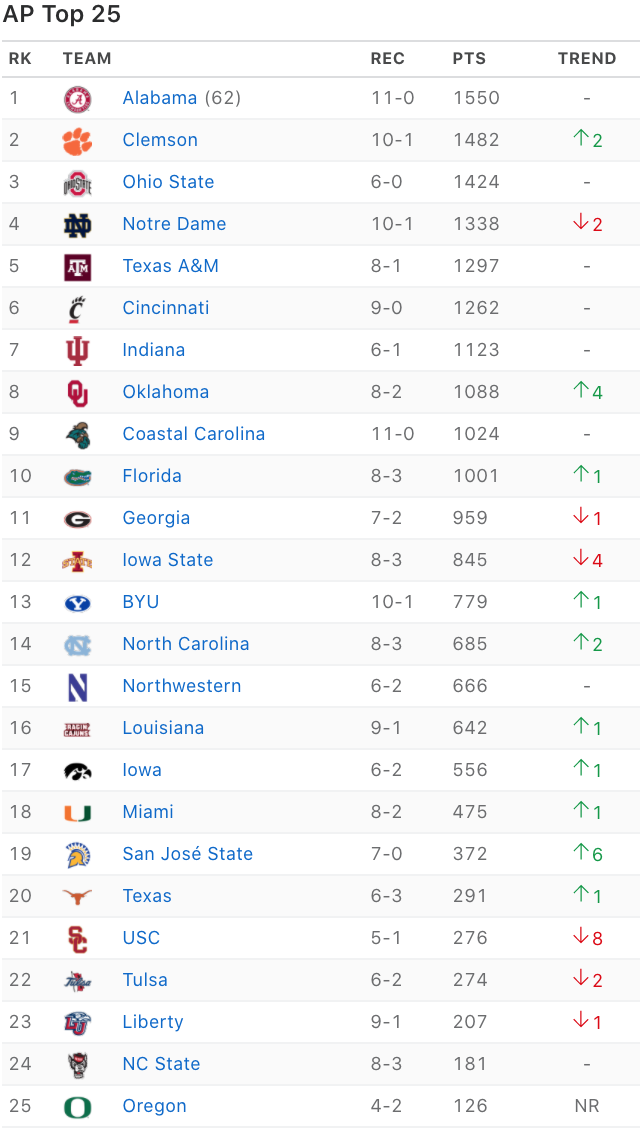 AP Top 25
RK TEAM REC PTS TREND
1 Alabama (62) 11-0 1550 -
2 Clemson 10-1 1482 ↑2
3 Ohio State 6-0 1424 -
4 Notre Dame 10-1 1338 ↓2
5 Texas A&M 8-1 1297 -
6 Cincinnati 9-0 1262 -
7 Indiana 6-1 1123 -
8 Oklahoma 8-2 1088 ↑4
9 Coastal Carolina 11-0 1024 -
10 Florida 8-3 1001 ↑1
11 Georgia 7-2 959 ↓1
12 Iowa State 8-3 845 ↓4
13 BYU 10-1 779 ↑1
14 North Carolina 8-3 685 ↑2
15 Northwestern 6-2 666 -
16 Louisiana 9-1 642 ↑1
17 Iowa 6-2 556 ↑1
18 Miami 8-2 475 ↑1
19 San José State 7-0 372 ↑6
20 Texas 6-3 291 ↑1
21 USC 5-1 276 ↓8
22 Tulsa 6-2 274 ↓2
23 Liberty 9-1 207 ↓1
24 NC State 8-3 181 -
25 Oregon 4-2 126 NR